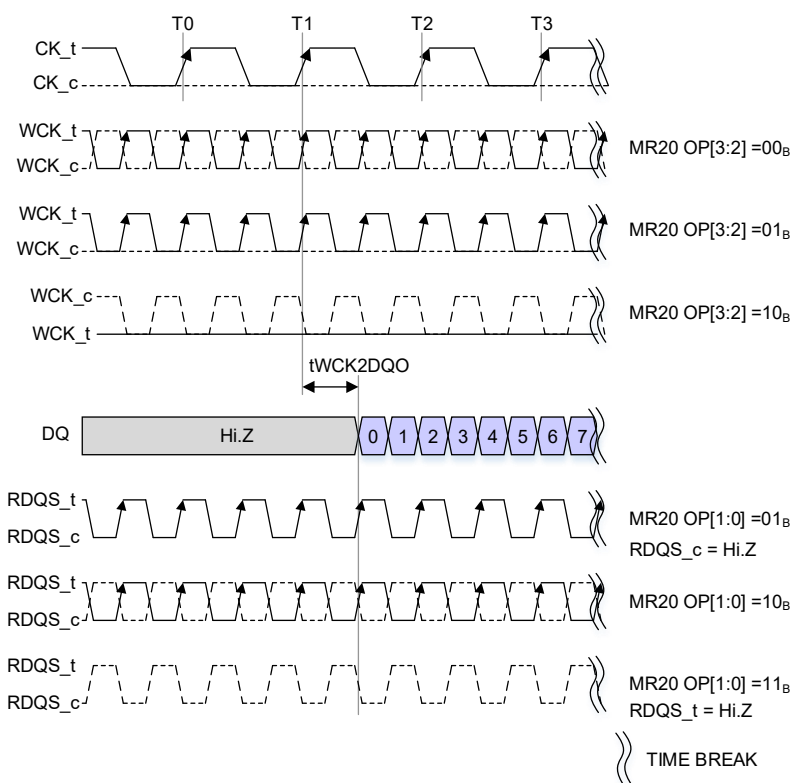 T0 T1 T2 T3
CK_t
CK_c
WCK_t
WCK_c
MR20 OP[3:2] =00B
WCK_t
WCK_c
MR20 OP[3:2] =01B
WCK_c
WCK_t
MR20 OP[3:2] =10B
tWCK2DQO
DQ Hi.Z 0 1 2 3 4 5 6 7
RDQS_t
RDQS_c
MR20 OP[1:0] =01B
RDQS_c = Hi.Z
RDQS_t
RDQS_c
MR20 OP[1:0] =10B
RDQS_t
RDQS_c
MR20 OP[1:0] =11B
RDQS_t = Hi.Z
TIME BREAK